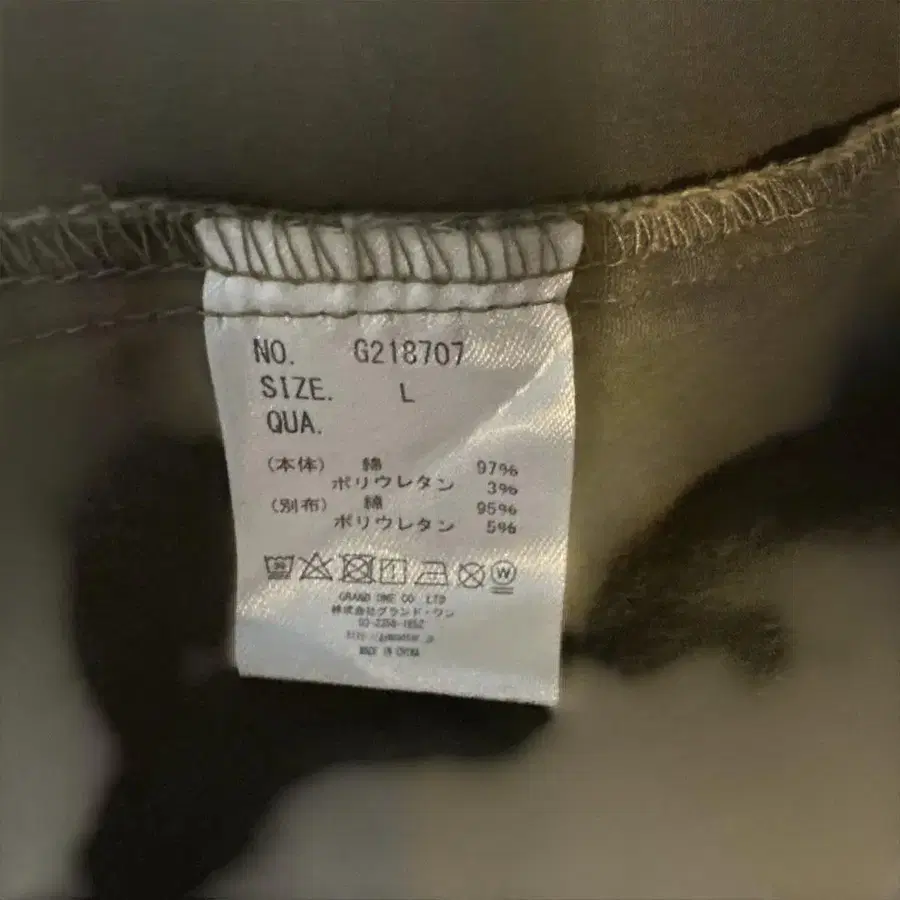 NO. G218707
SIZE. L
QUA.
(本体) 綿 97%
ポリウレタン 3%
(別布) 綿 95%
ポリウレタン 5%
W
GRAND ONE CO LTD
株式会社グランド・ワン
MADE IN CHINA